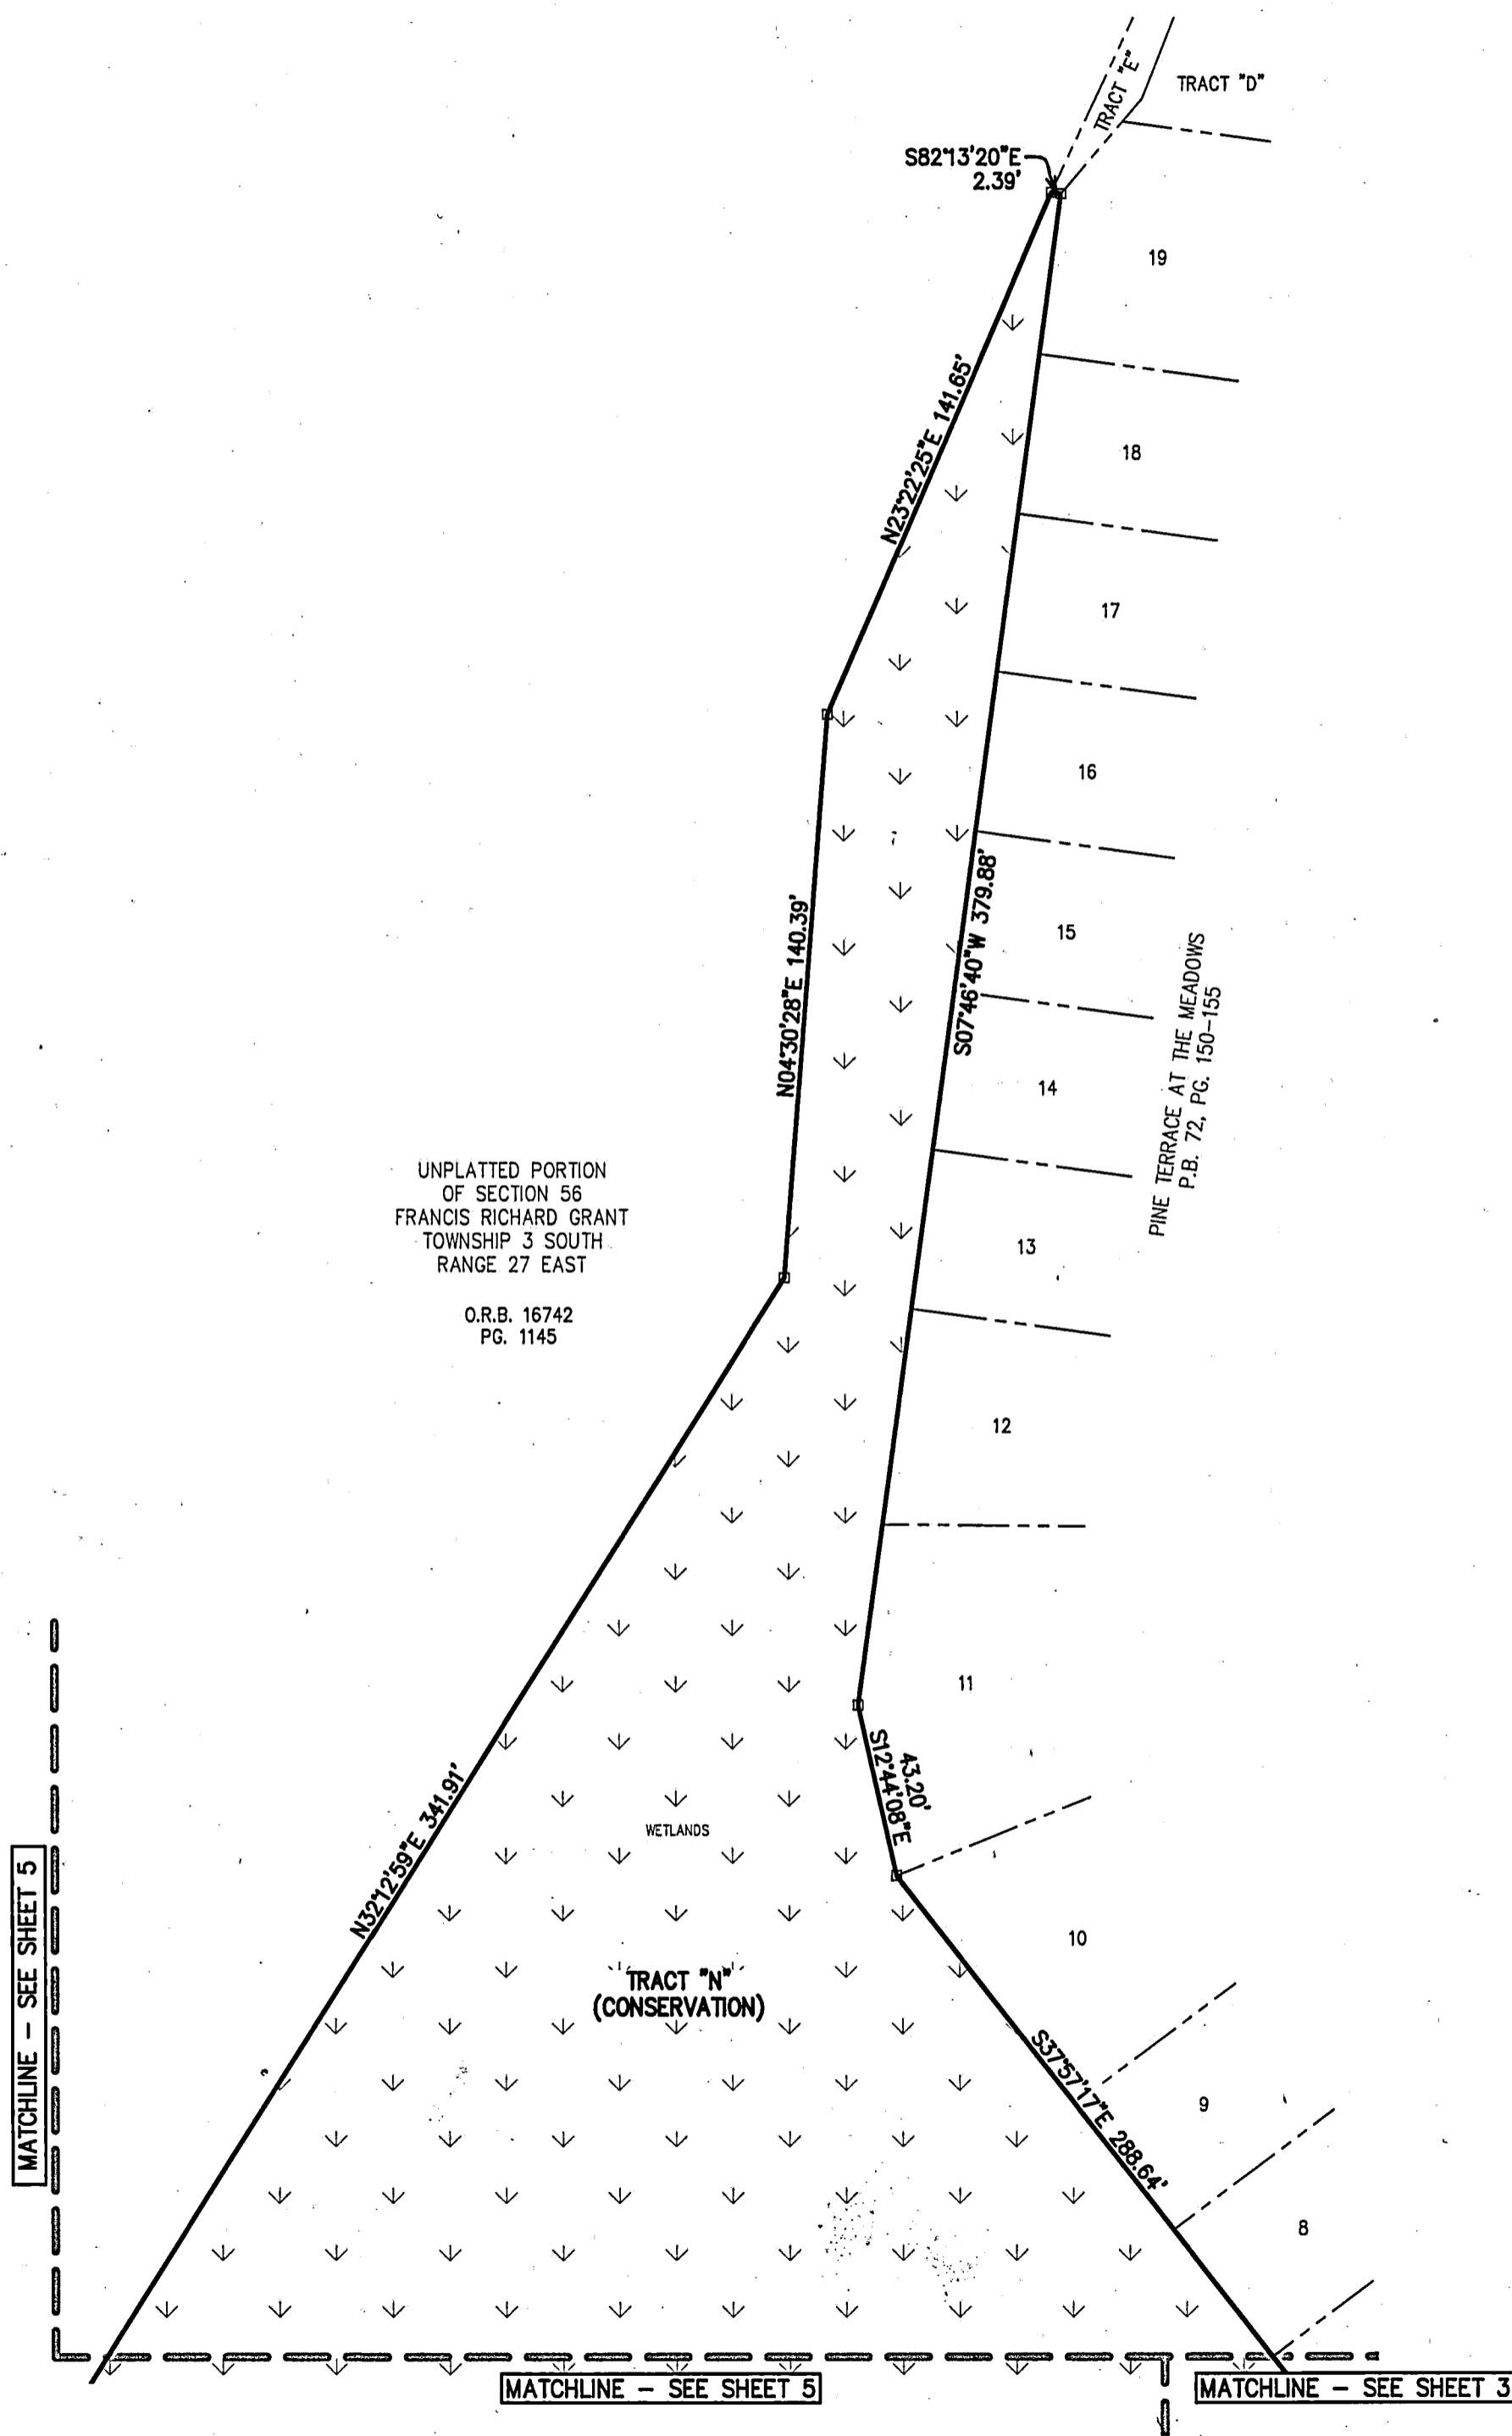 TRACT "E"
TRACT "D"
S82°13'20"E
2.39'
19
N23°22'25"E 141.65'
18
17
16
S07°46'40"W 379.88'
15
N04°30'28"E 140.39'
14
PINE TERRACE AT THE MEADOWS
P.B. 72, PG. 150-155
UNPLATTED PORTION
OF SECTION 56
FRANCIS RICHARD GRANT
TOWNSHIP 3 SOUTH
RANGE 27 EAST
O.R.B. 16742
PG. 1145
13
12
11
43.20'
S12°44'08"E
N32°12'59"E 341.91'
WETLANDS
10
TRACT "N"
(CONSERVATION)
S37°57'17"E 288.64'
9
8
MATCHLINE - SEE SHEET 5
MATCHLINE - SEE SHEET 5
MATCHLINE - SEE SHEET 3